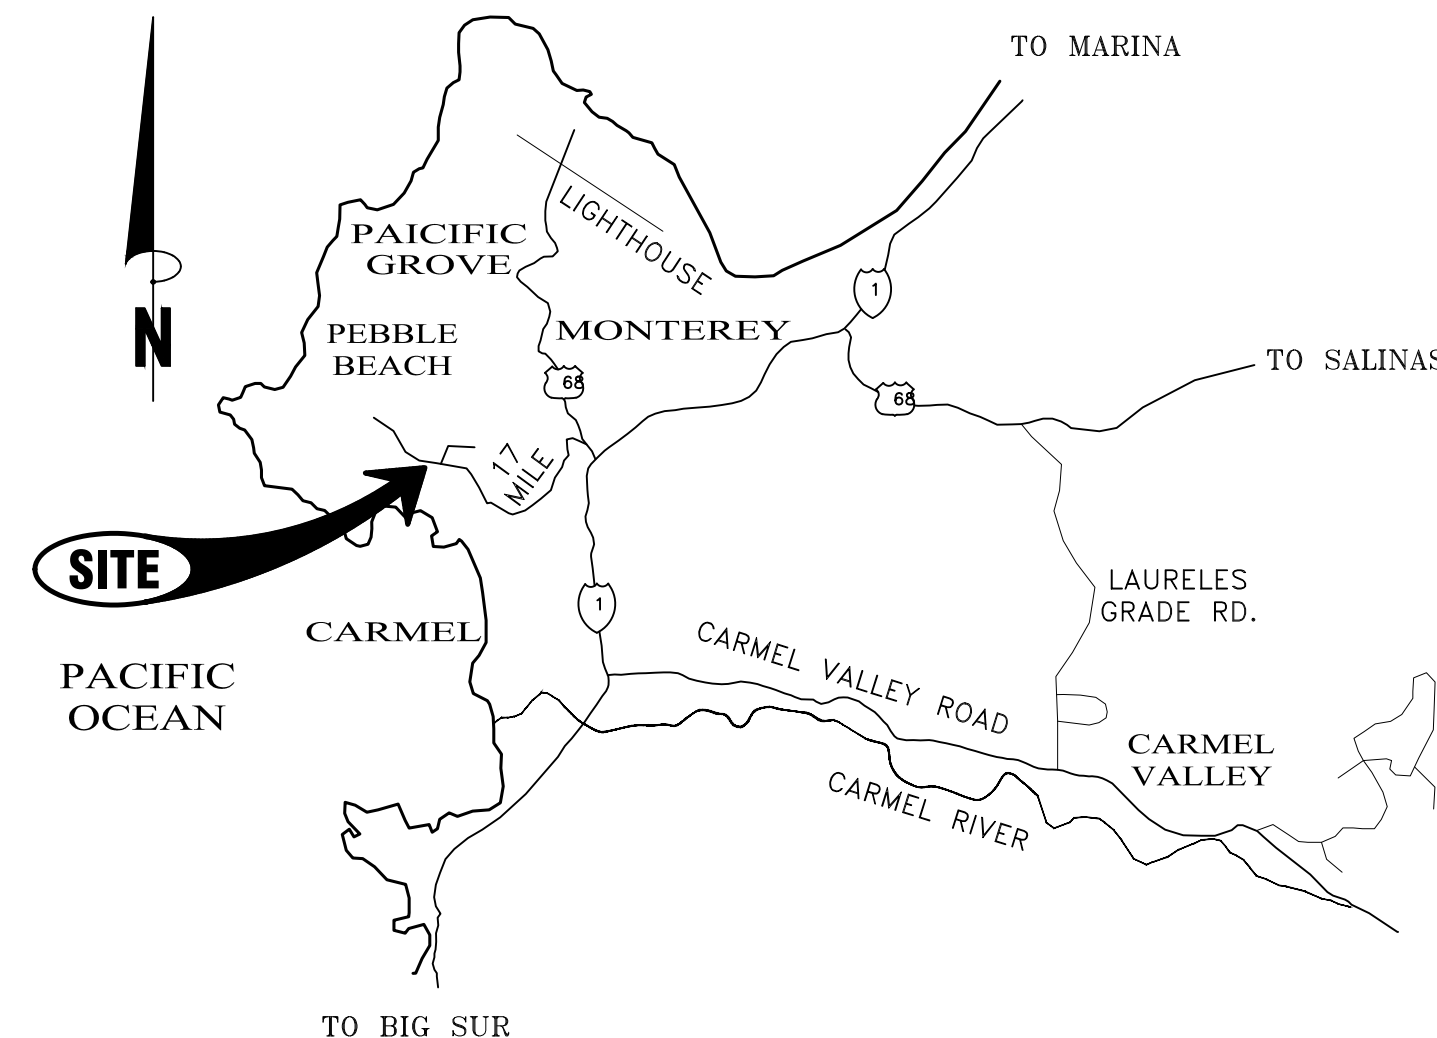 TO MARINA
LIGHTHOUSE
PAICIFIC
GROVE
1
N
PEBBLE
BEACH
MONTEREY
TO SALINAS
68
68
17
MILE
SITE
LAURELES
GRADE RD.
1
CARMEL
CARMEL VALLEY ROAD
PACIFIC
OCEAN
CARMEL
VALLEY
CARMEL RIVER
TO BIG SUR